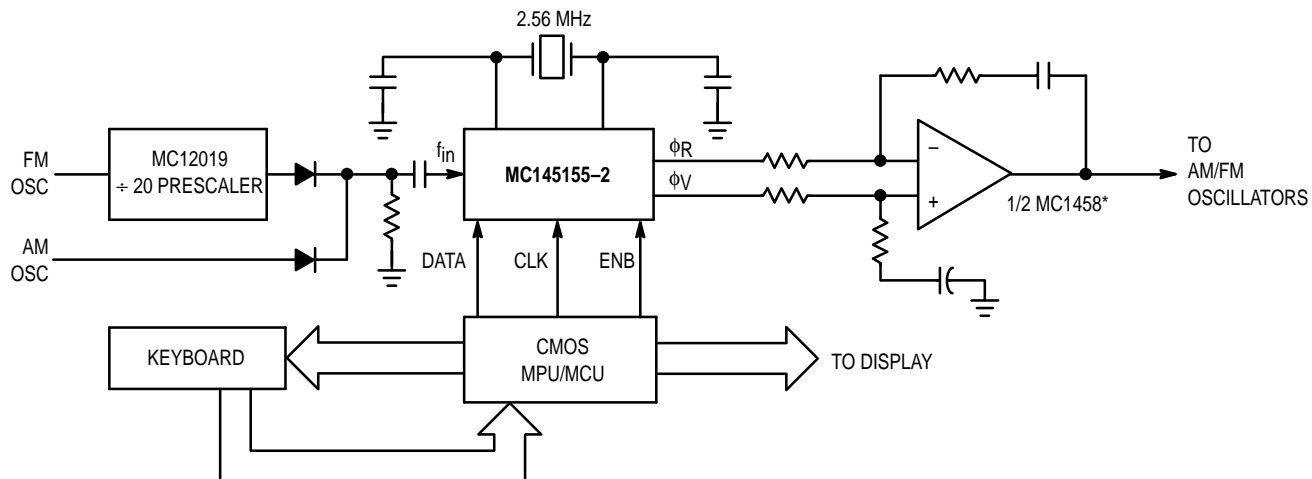 2.56 MHz
FM
OSC
MC12019
÷ 20 PRESCALER
fin
MC145155–2
ϕR
ϕV
–
+
1/2 MC1458*
TO
AM/FM
OSCILLATORS
AM
OSC
DATA
CLK
ENB
KEYBOARD
CMOS
MPU/MCU
TO DISPLAY